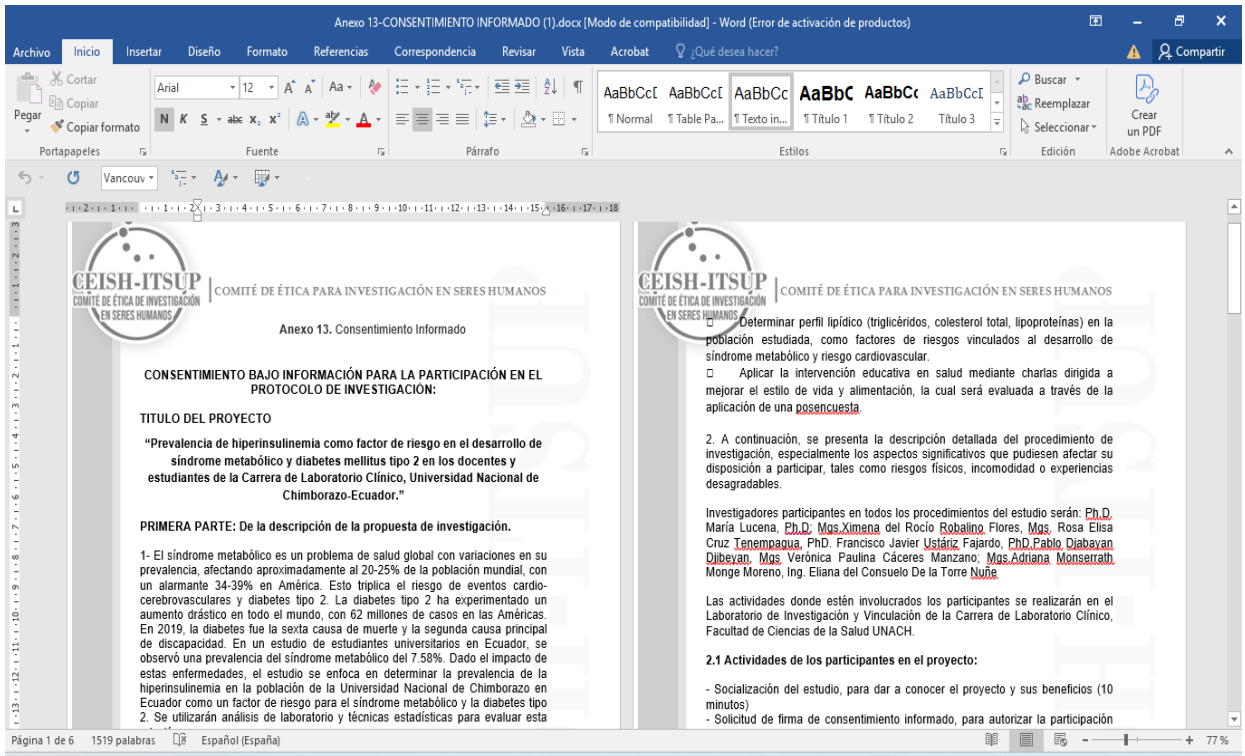 Anexo 13-CONSENTIMIENTO INFORMADO (1).docx [Modo de compatibilidad] - Word (Error de activación de productos)
Archivo Inicio Insertar Diseño Formato Referencias Correspondencia Revisar Vista Acrobat ¿Qué desea hacer? Compartir
Pegar
Cortar
Copiar
Copiar formato
Portapapeles
Arial 12 Aa
N K S abc x₂ x² A ab A
Fuente
Párrafo
AaBbCcI AaBbCcI AaBbCc AaBbC AaBbCc AaBbCcI
¶ Normal ¶ Table Pa... ¶ Texto in... ¶ Título 1 ¶ Título 2 Título 3
Estilos
Buscar
Reemplazar
Seleccionar
Edición
Crear
un PDF
Adobe Acrobat
Vancouv
CEISH-ITSUP
COMITÉ DE ÉTICA DE INVESTIGACIÓN
EN SERES HUMANOS
COMITÉ DE ÉTICA PARA INVESTIGACIÓN EN SERES HUMANOS
Anexo 13. Consentimiento Informado
CONSENTIMIENTO BAJO INFORMACIÓN PARA LA PARTICIPACIÓN EN EL
PROTOCOLO DE INVESTIGACIÓN:
TITULO DEL PROYECTO
“Prevalencia de hiperinsulinemia como factor de riesgo en el desarrollo de
síndrome metabólico y diabetes mellitus tipo 2 en los docentes y
estudiantes de la Carrera de Laboratorio Clínico, Universidad Nacional de
Chimborazo-Ecuador.”
PRIMERA PARTE: De la descripción de la propuesta de investigación.
1- El síndrome metabólico es un problema de salud global con variaciones en su
prevalencia, afectando aproximadamente al 20-25% de la población mundial, con
un alarmante 34-39% en América. Esto triplica el riesgo de eventos cardio-
cerebrovasculares y diabetes tipo 2. La diabetes tipo 2 ha experimentado un
aumento drástico en todo el mundo, con 62 millones de casos en las Américas.
En 2019, la diabetes fue la sexta causa de muerte y la segunda causa principal
de discapacidad. En un estudio de estudiantes universitarios en Ecuador, se
observó una prevalencia del síndrome metabólico del 7.58%. Dado el impacto de
estas enfermedades, el estudio se enfoca en determinar la prevalencia de la
hiperinsulinemia en la población de la Universidad Nacional de Chimborazo en
Ecuador como un factor de riesgo para el síndrome metabólico y la diabetes tipo
2. Se utilizarán análisis de laboratorio y técnicas estadísticas para evaluar esta
CEISH-ITSUP
COMITÉ DE ÉTICA DE INVESTIGACIÓN
EN SERES HUMANOS
COMITÉ DE ÉTICA PARA INVESTIGACIÓN EN SERES HUMANOS
Determinar perfil lipídico (triglicéridos, colesterol total, lipoproteínas) en la
población estudiada, como factores de riesgos vinculados al desarrollo de
síndrome metabólico y riesgo cardiovascular.
Aplicar la intervención educativa en salud mediante charlas dirigida a
mejorar el estilo de vida y alimentación, la cual será evaluada a través de la
aplicación de una posencuesta.
2. A continuación, se presenta la descripción detallada del procedimiento de
investigación, especialmente los aspectos significativos que pudiesen afectar su
disposición a participar, tales como riesgos físicos, incomodidad o experiencias
desagradables.
Investigadores participantes en todos los procedimientos del estudio serán: Ph.D.
María Lucena, Ph.D; Mgs.Ximena del Rocío Robalino Flores, Mgs. Rosa Elisa
Cruz Tenempagua, PhD. Francisco Javier Ustáriz Fajardo, PhD.Pablo Djabayan
Djibeyan, Mgs. Verónica Paulina Cáceres Manzano; Mgs.Adriana Monserrath
Monge Moreno, Ing. Eliana del Consuelo De la Torre Nuñe
Las actividades donde estén involucrados los participantes se realizarán en el
Laboratorio de Investigación y Vinculación de la Carrera de Laboratorio Clínico,
Facultad de Ciencias de la Salud UNACH.
2.1 Actividades de los participantes en el proyecto:
- Socialización del estudio, para dar a conocer el proyecto y sus beneficios (10
minutos)
- Solicitud de firma de consentimiento informado, para autorizar la participación
Página 1 de 6 1519 palabras Español (España) 77 %